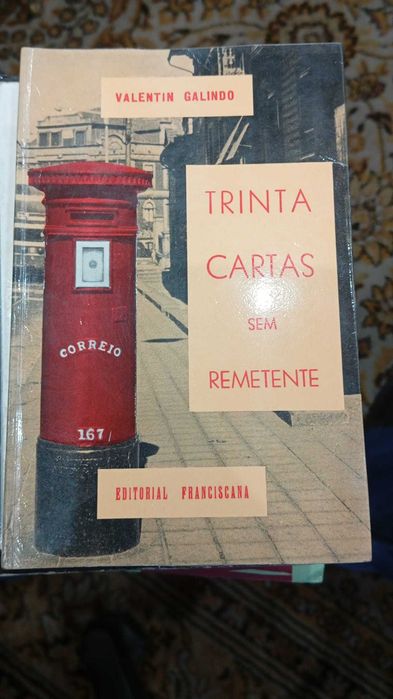 VALENTIN GALINDO
TRINTA
CARTAS
SEM
REMETENTE
CORREIO
167
EDITORIAL FRANCISCANA